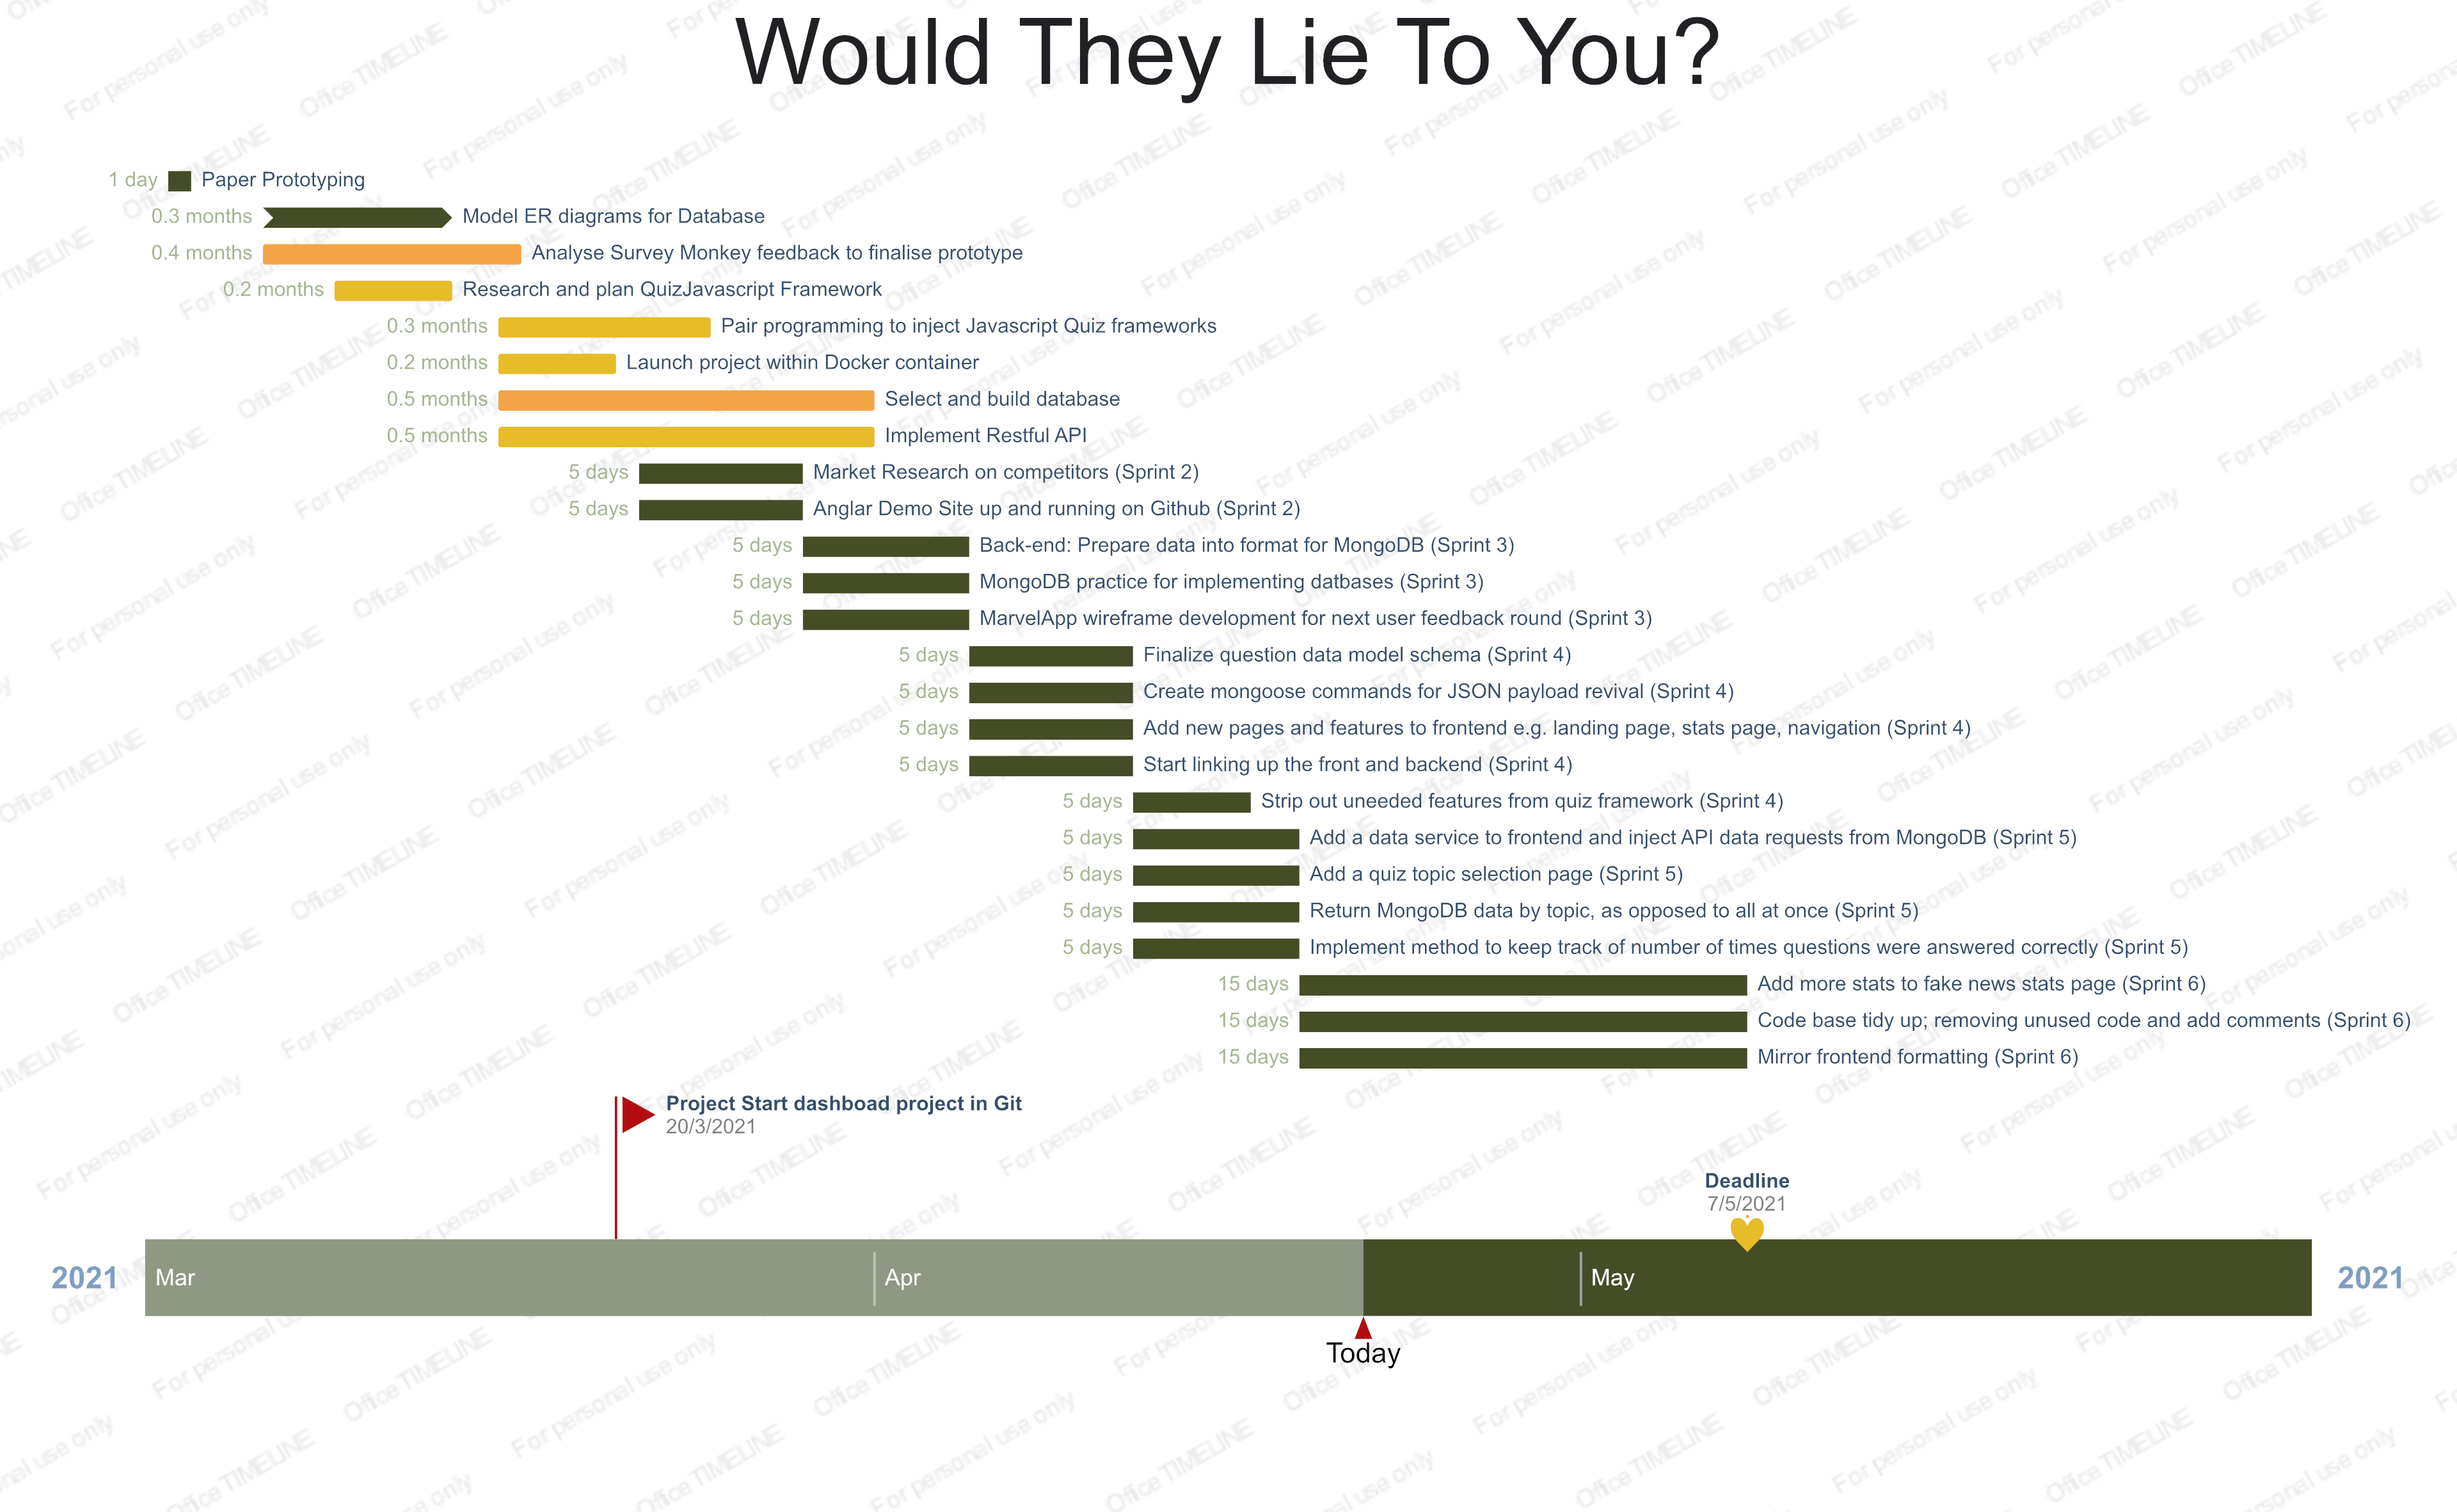 Would They Lie To You?
1 day Paper Prototyping
0.3 months Model ER diagrams for Database
0.4 months Analyse Survey Monkey feedback to finalise prototype
0.2 months Research and plan QuizJavascript Framework
0.3 months Pair programming to inject Javascript Quiz frameworks
0.2 months Launch project within Docker container
0.5 months Select and build database
0.5 months Implement Restful API
5 days Market Research on competitors (Sprint 2)
5 days Anglar Demo Site up and running on Github (Sprint 2)
5 days Back-end: Prepare data into format for MongoDB (Sprint 3)
5 days MongoDB practice for implementing datbases (Sprint 3)
5 days MarvelApp wireframe development for next user feedback round (Sprint 3)
5 days Finalize question data model schema (Sprint 4)
5 days Create mongoose commands for JSON payload revival (Sprint 4)
5 days Add new pages and features to frontend e.g. landing page, stats page, navigation (Sprint 4)
5 days Start linking up the front and backend (Sprint 4)
5 days Strip out uneeded features from quiz framework (Sprint 4)
5 days Add a data service to frontend and inject API data requests from MongoDB (Sprint 5)
5 days Add a quiz topic selection page (Sprint 5)
5 days Return MongoDB data by topic, as opposed to all at once (Sprint 5)
5 days Implement method to keep track of number of times questions were answered correctly (Sprint 5)
15 days Add more stats to fake news stats page (Sprint 6)
15 days Code base tidy up; removing unused code and add comments (Sprint 6)
15 days Mirror frontend formatting (Sprint 6)
Project Start dashboad project in Git
20/3/2021
Deadline
7/5/2021
2021 Mar Apr May 2021
Today
For personal use only Office TIMELINE